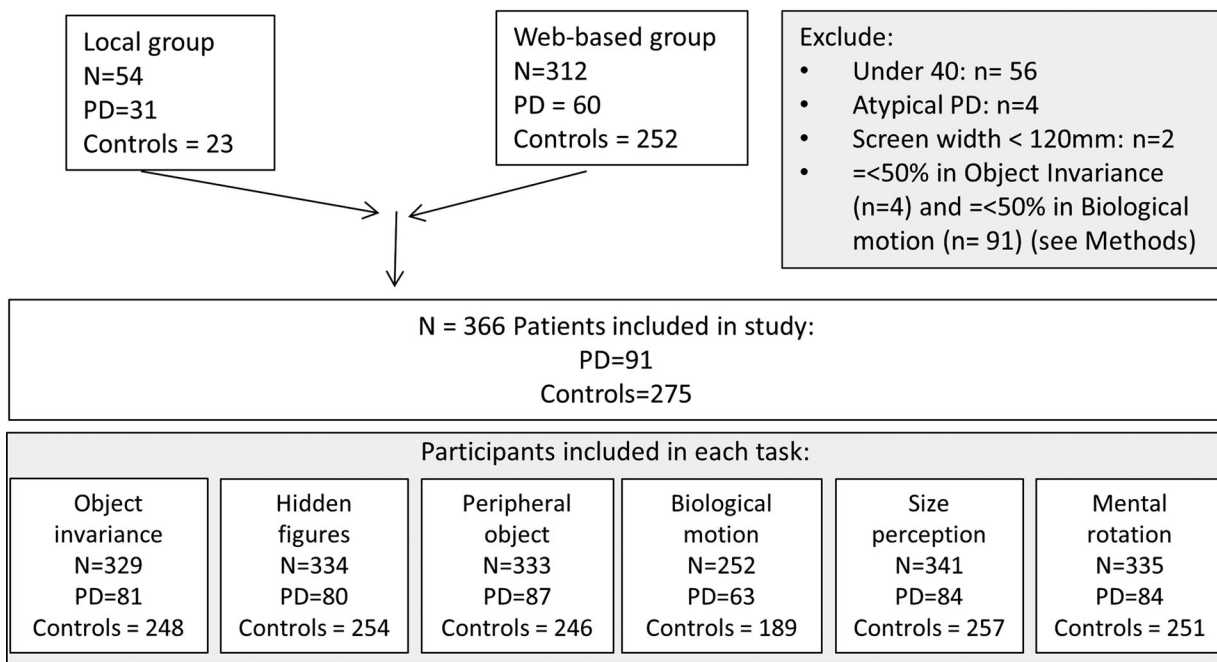 Local group
N=54
PD=31
Controls = 23
Web-based group
N=312
PD = 60
Controls = 252
Exclude:
• Under 40: n= 56
• Atypical PD: n=4
• Screen width < 120mm: n=2
• =<50% in Object Invariance
(n=4) and =<50% in Biological
motion (n= 91) (see Methods)
N = 366 Patients included in study:
PD=91
Controls=275
Participants included in each task:
Object
invariance
N=329
PD=81
Controls = 248
Hidden
figures
N=334
PD=80
Controls = 254
Peripheral
object
N=333
PD=87
Controls = 246
Biological
motion
N=252
PD=63
Controls = 189
Size
perception
N=341
PD=84
Controls = 257
Mental
rotation
N=335
PD=84
Controls = 251